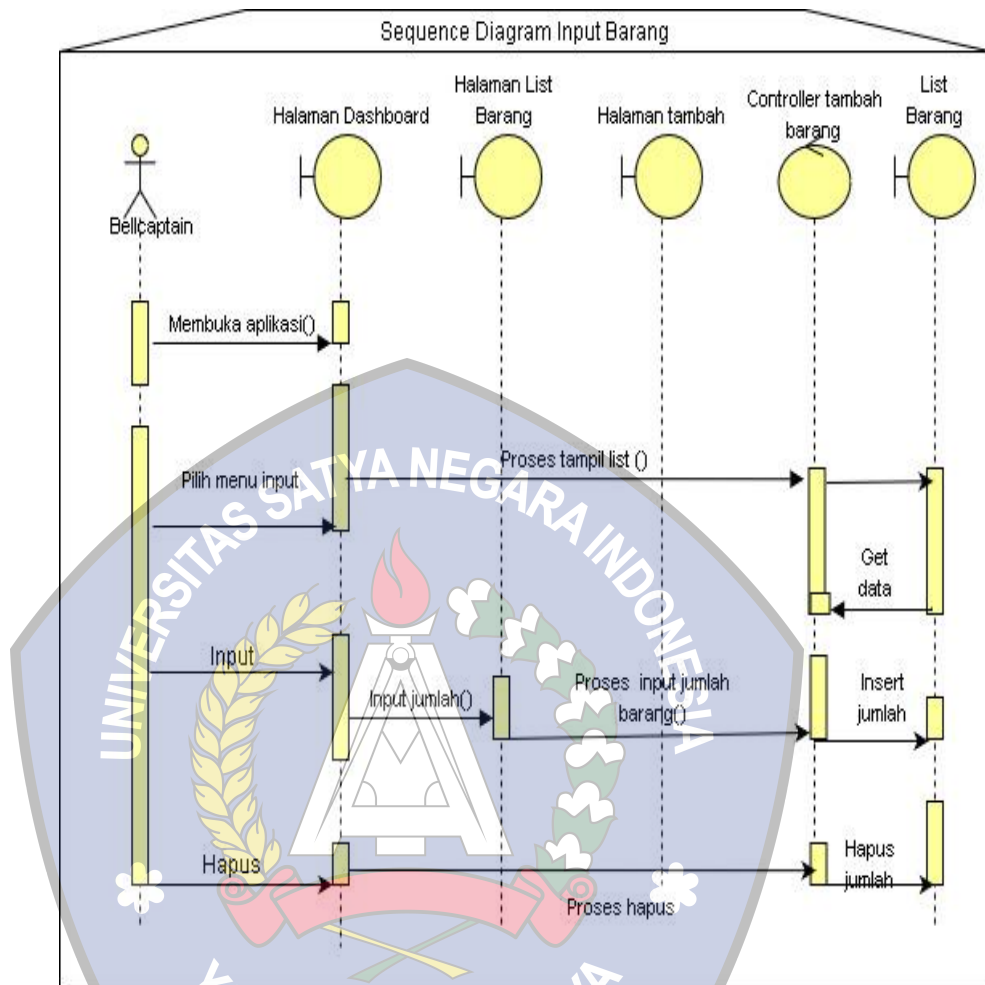 Sequence Diagram Input Barang
Halaman Dashboard
Halaman List
Barang
Halaman tambah
Controller tambah
barang
List
Barang
Bellcaptain
Membuka aplikasi()
Pilih menu input
Proses tampil list ()
Get
data
Input
Input jumlah()
Proses input jumlah
barang()
Insert
jumlah
Hapus
Proses hapus
Hapus
jumlah
UNIVERSITAS SATYA NEGARA INDONESIA